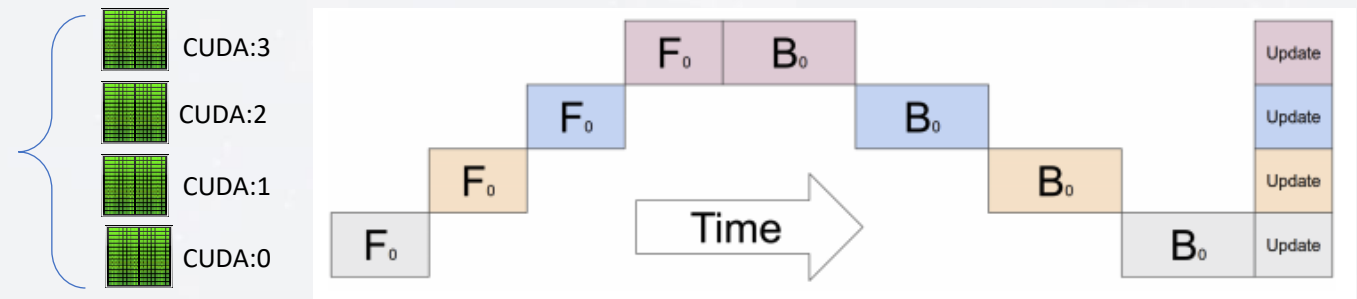 CUDA:3
F₀
B₀
Update
CUDA:2
F₀
B₀
Update
CUDA:1
F₀
B₀
Update
Time
CUDA:0
F₀
B₀
Update